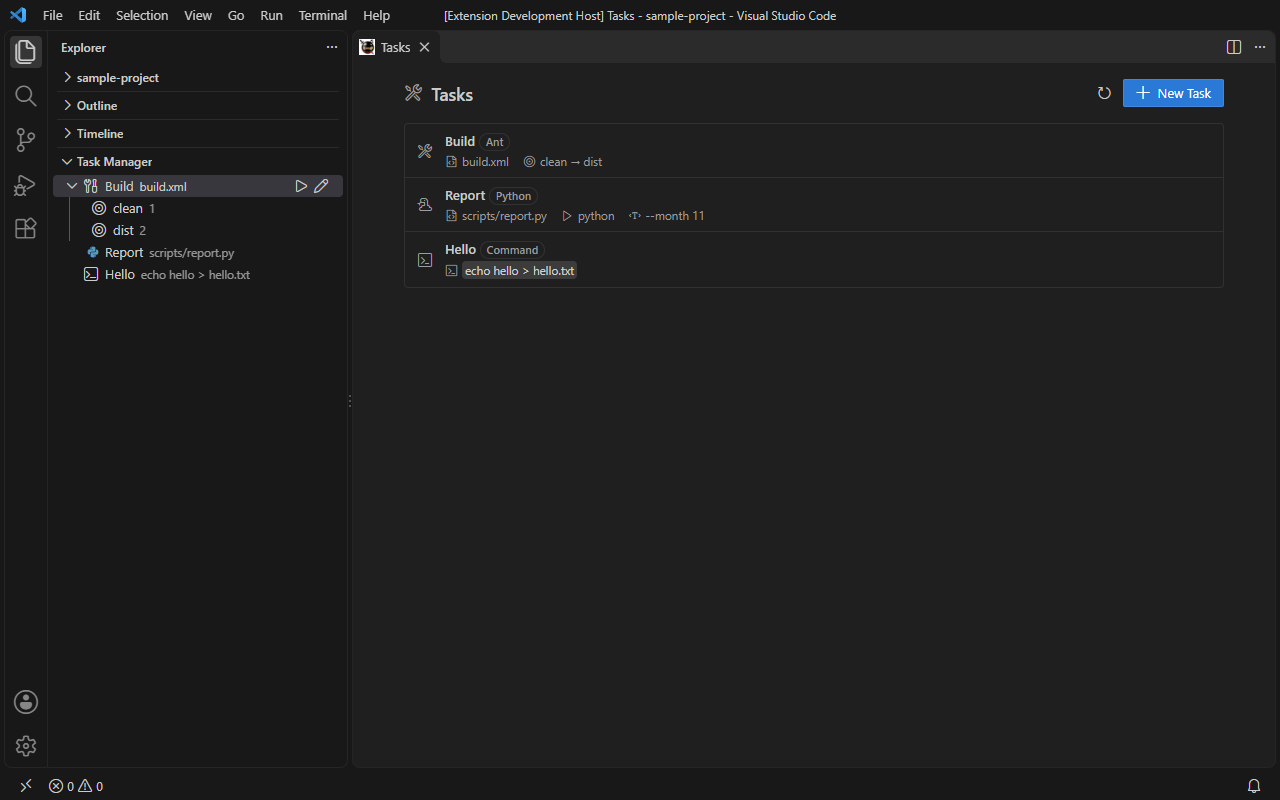 File Edit Selection View Go Run Terminal Help
[Extension Development Host] Tasks - sample-project - Visual Studio Code
Explorer
sample-project
Outline
Timeline
Task Manager
Build build.xml
clean 1
dist 2
Report scripts/report.py
Hello echo hello > hello.txt
Tasks
Tasks
New Task
Build Ant
build.xml clean → dist
Report Python
scripts/report.py python --month 11
Hello Command
echo hello > hello.txt
0 0